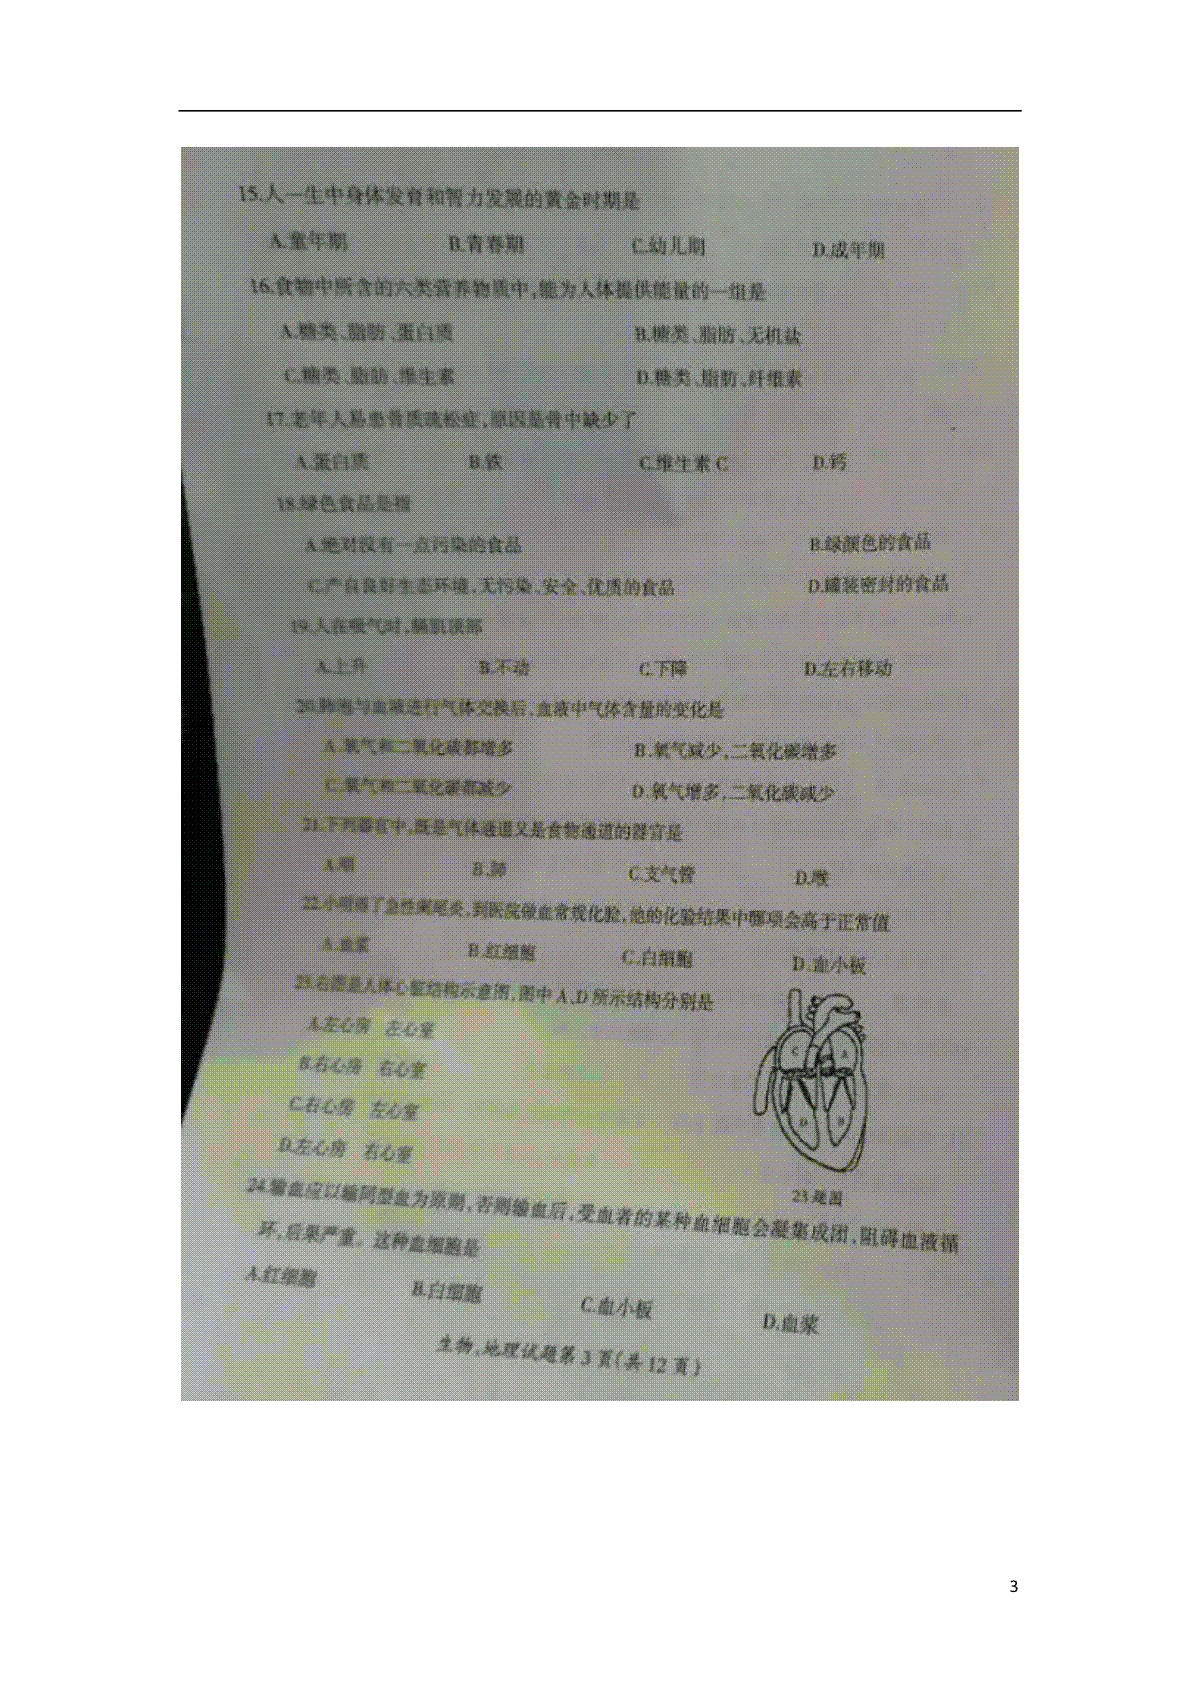 15.人一生中身体发育和智力发展的黄金时期是
A.童年期 B.青春期 C.幼儿期 D.成年期
16.食物中所含的六类营养物质中,能为人体提供能量的一组是
A.糖类、脂肪、蛋白质 B.糖类、脂肪、无机盐
C.糖类、脂肪、维生素 D.糖类、脂肪、纤维素
17.老年人易患骨质疏松症,原因是骨中缺少了
A.蛋白质 B.铁 C.维生素C D.钙
18.绿色食品是指
A.绝对没有一点污染的食品 B.绿颜色的食品
C.产自良好生态环境、无污染、安全、优质的食品 D.罐装密封的食品
19.人在吸气时,膈肌顶部
A.上升 B.不动 C.下降 D.左右移动
20.肺泡与血液进行气体交换后,血液中气体含量的变化是
A.氧气和二氧化碳都增多 B.氧气减少,二氧化碳增多
C.氧气和二氧化碳都减少 D.氧气增多,二氧化碳减少
21.下列器官中,既是气体通道又是食物通道的器官是
A.咽 B.肺 C.支气管 D.喉
22.小明得了急性阑尾炎,到医院做血常规化验,他的化验结果中哪项会高于正常值
A.血浆 B.红细胞 C.白细胞 D.血小板
23.右图是人体心脏结构示意图,图中A、D所示结构分别是
A.左心房 左心室
B.右心房 右心室
C.右心房 左心室
D.左心房 右心室
C A
D B
23题图
24.输血应以输同型血为原则,否则输血后,受血者的某种血细胞会凝集成团,阻碍血液循
环,后果严重。这种血细胞是
A.红细胞 B.白细胞 C.血小板 D.血浆
生物、地理试题第3页(共12页)
3